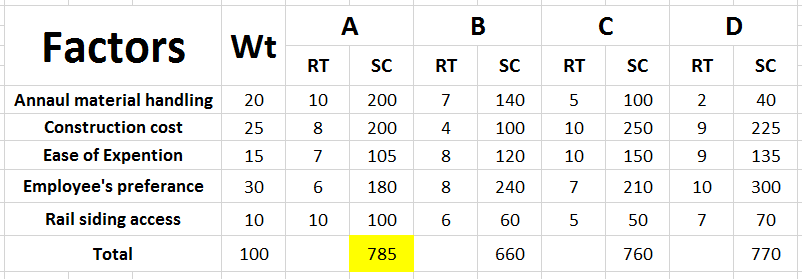 Factors Wt A B C D
RT SC RT SC RT SC RT SC
Annaul material handling 20 10 200 7 140 5 100 2 40
Construction cost 25 8 200 4 100 10 250 9 225
Ease of Expention 15 7 105 8 120 10 150 9 135
Employee's preferance 30 6 180 8 240 7 210 10 300
Rail siding access 10 10 100 6 60 5 50 7 70
Total 100 785 660 760 770